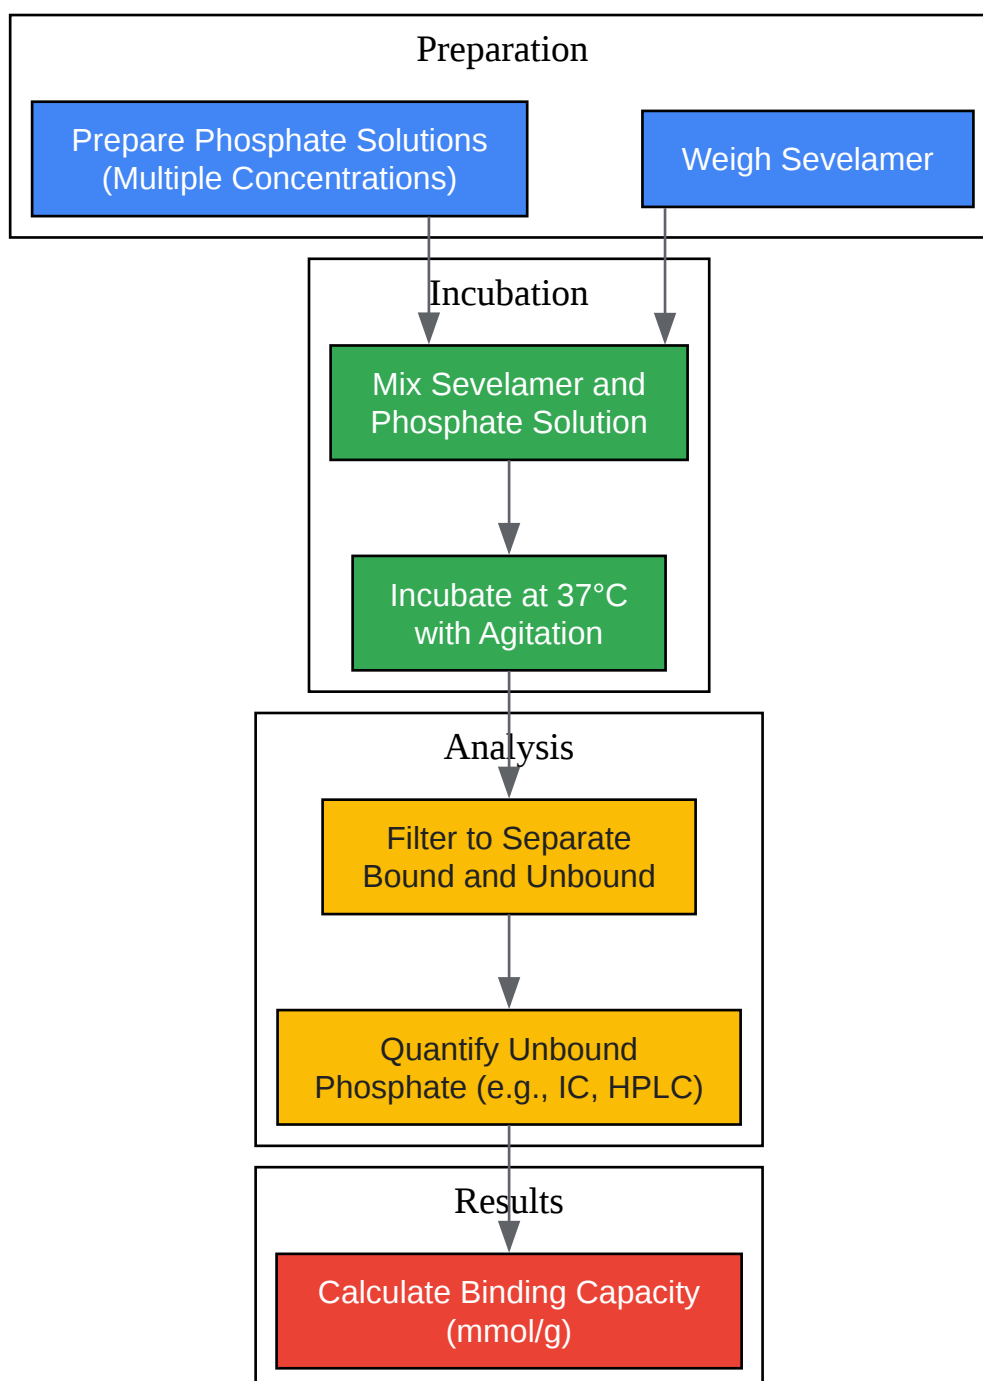 Preparation
Prepare Phosphate Solutions
(Multiple Concentrations)
Weigh Sevelamer
Incubation
Mix Sevelamer and
Phosphate Solution
Incubate at 37°C
with Agitation
Analysis
Filter to Separate
Bound and Unbound
Quantify Unbound
Phosphate (e.g., IC, HPLC)
Results
Calculate Binding Capacity
(mmol/g)